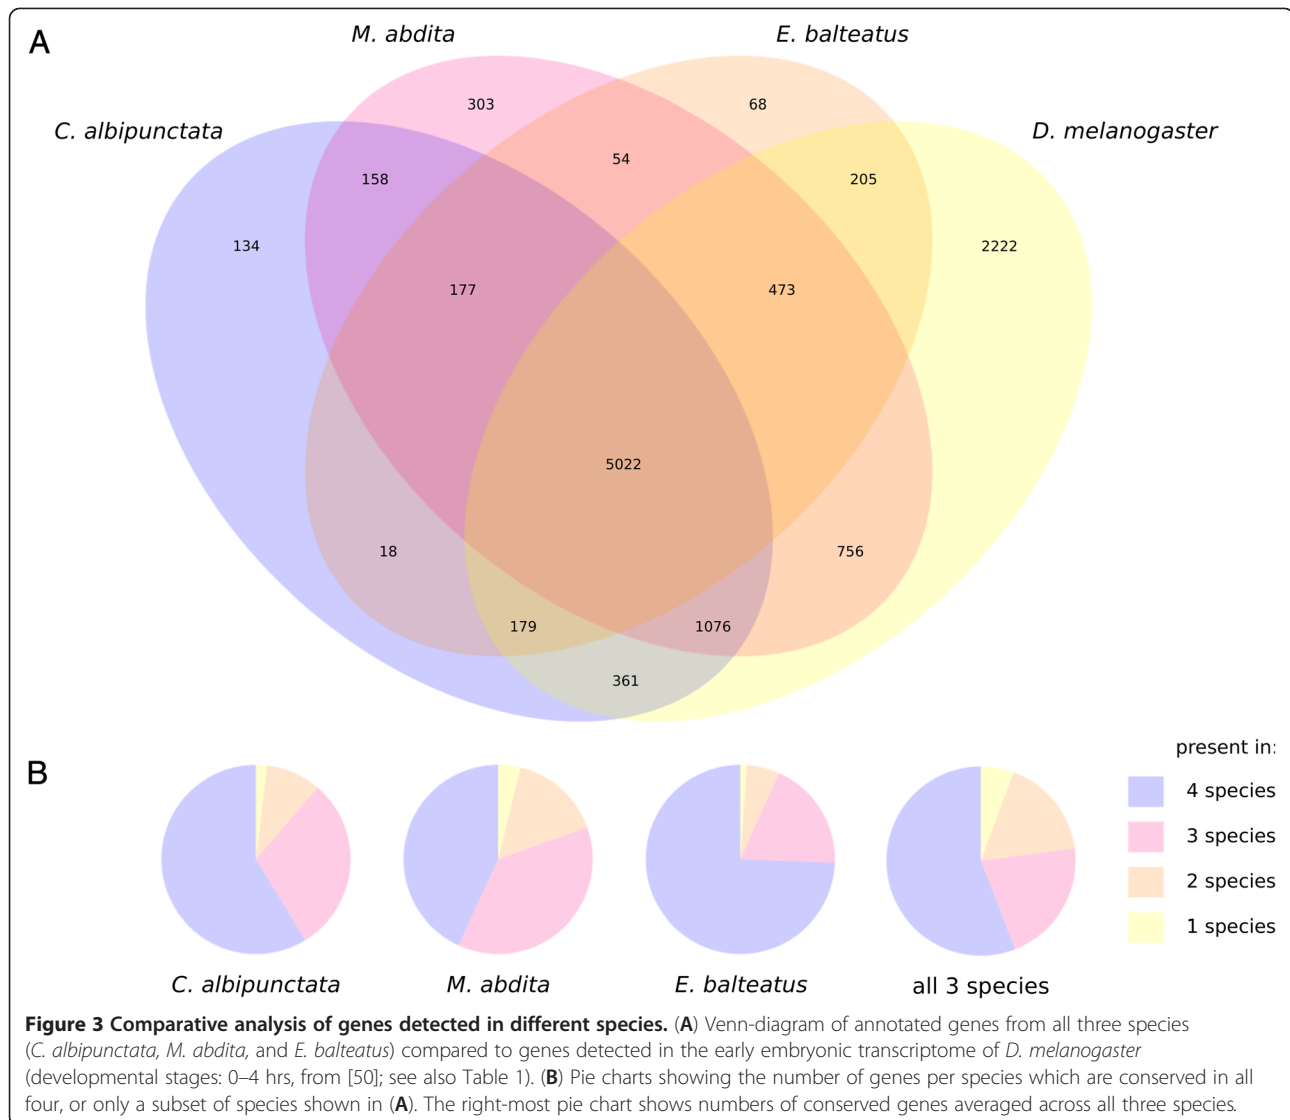 A
M. abdita
E. balteatus
C. albipunctata
D. melanogaster
303
68
54
158
205
134
2222
177
473
5022
18
756
179
1076
361
B
present in:
4 species
3 species
2 species
1 species
C. albipunctata
M. abdita
E. balteatus
all 3 species
Figure 3 Comparative analysis of genes detected in different species. (A) Venn-diagram of annotated genes from all three species
(C. albipunctata, M. abdita, and E. balteatus) compared to genes detected in the early embryonic transcriptome of D. melanogaster
(developmental stages: 0–4 hrs, from [50]; see also Table 1). (B) Pie charts showing the number of genes per species which are conserved in all
four, or only a subset of species shown in (A). The right-most pie chart shows numbers of conserved genes averaged across all three species.